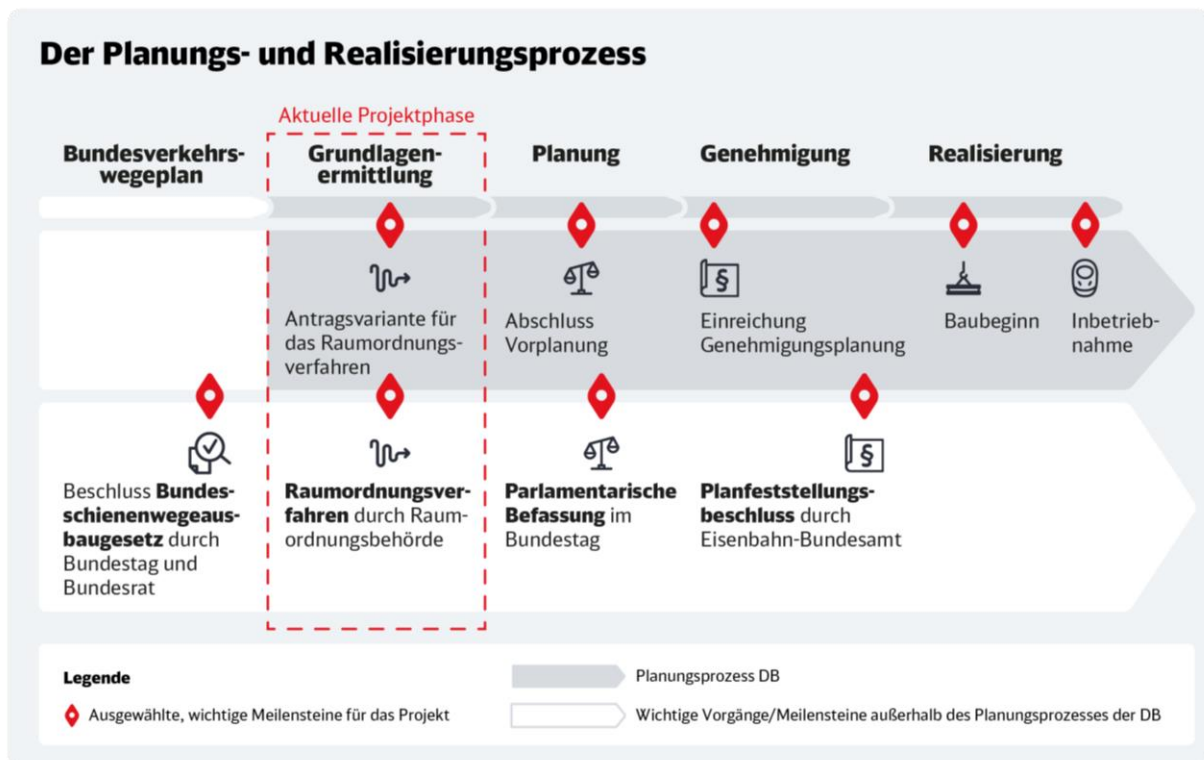 Der Planungs- und Realisierungsprozess
Aktuelle Projektphase
Bundesverkehrs-
wegeplan
Grundlagen-
ermittlung
Planung
Genehmigung
Realisierung
Antragsvariante für
das Raumordnungs-
verfahren
Abschluss
Vorplanung
§
Einreichung
Genehmigungsplanung
Baubeginn
Inbetrieb-
nahme
Beschluss Bundes-
schienenwegeaus-
baugesetz durch
Bundestag und
Bundesrat
Raumordnungsver-
fahren durch Raum-
ordnungsbehörde
Parlamentarische
Befassung im
Bundestag
§
Planfeststellungs-
beschluss durch
Eisenbahn-Bundesamt
Legende
Ausgewählte, wichtige Meilensteine für das Projekt
Planungsprozess DB
Wichtige Vorgänge/Meilensteine außerhalb des Planungsprozesses der DB